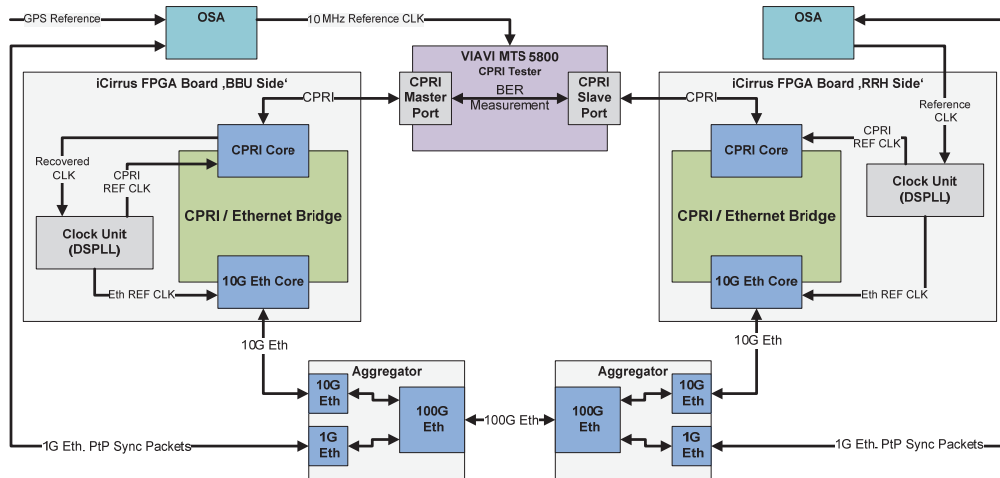 GPS Reference
OSA
10 MHz Reference CLK
OSA
VIAVI MTS 5800
CPRI Tester
iCirrus FPGA Board ‚BBU Side‘
CPRI
CPRI
Master
Port
BER
Measurement
CPRI
Slave
Port
CPRI
iCirrus FPGA Board ‚RRH Side‘
Reference
CLK
CPRI Core
Recovered
CLK
CPRI
REF CLK
CPRI / Ethernet Bridge
Clock Unit
(DSPLL)
10G Eth Core
Eth REF CLK
CPRI Core
CPRI
REF CLK
CPRI / Ethernet Bridge
Clock Unit
(DSPLL)
10G Eth Core
Eth REF CLK
10G Eth
10G Eth
Aggregator
10G
Eth
100G
Eth
1G
Eth
100G Eth
Aggregator
100G
Eth
10G
Eth
1G
Eth
1G Eth. PtP Sync Packets
1G Eth. PtP Sync Packets